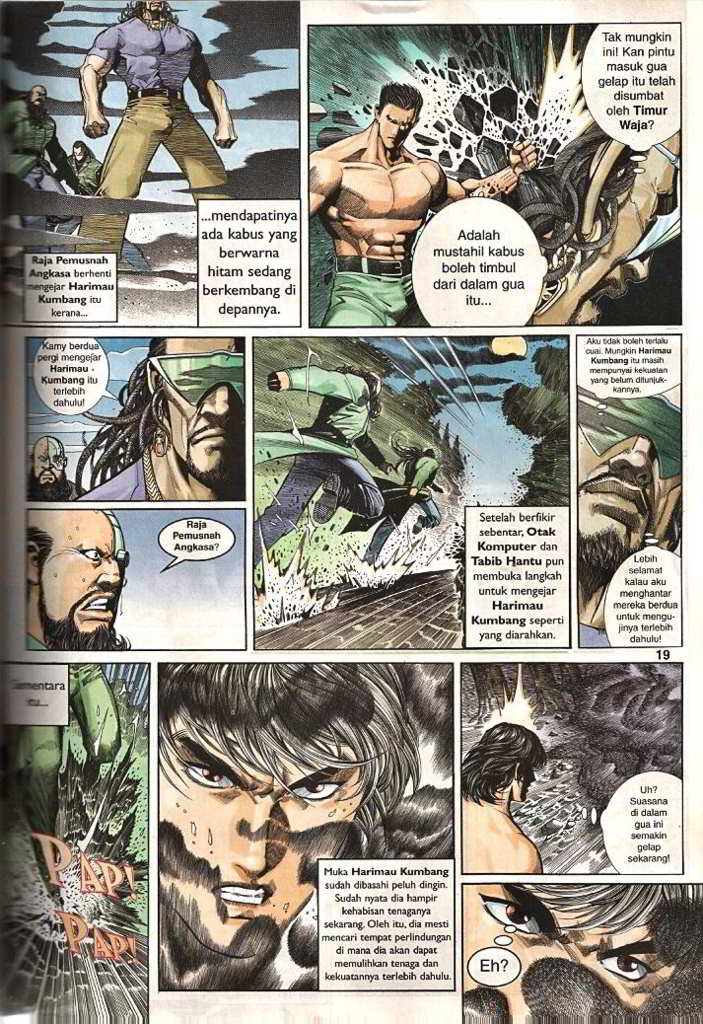 Raja Pemusnah
Angkasa berhenti
mengejar Harimau
Kumbang itu
kerana...
...mendapatinya
ada kabus yang
berwarna
hitam sedang
berkembang di
depannya.
Tak mungkin
ini! Kan pintu
masuk gua
gelap itu telah
disumbat
oleh Timur
Waja?
Adalah
mustahil kabus
boleh timbul
dari dalam gua
itu...
Kamy berdua
pergi mengejar
Harimau -
Kumbang itu
terlebih
dahulu!
Raja
Pemusnah
Angkasa?
Setelah berfikir
sebentar, Otak
Komputer dan
Tabib Hantu pun
membuka langkah
untuk mengejar
Harimau
Kumbang seperti
yang diarahkan.
Aku tidak boleh terlalu
cuai. Mungkin Harimau
Kumbang itu masih
mempunyai kekuatan
yang belum ditunjuk-
kannya.
Lebih
selamat
kalau aku
menghantar
mereka berdua
untuk mengu-
jinya terlebih
dahulu!
19
Sementara
itu...
PAP!
PAP!
Muka Harimau Kumbang
sudah dibasahi peluh dingin.
Sudah nyata dia hampir
kehabisan tenaganya
sekarang. Oleh itu, dia mesti
mencari tempat perlindungan
di mana dia akan dapat
memulihkan tenaga dan
kekuatannya terlebih dahulu.
Uh?
Suasana
di dalam
gua ini
semakin
gelap
sekarang!
Eh?